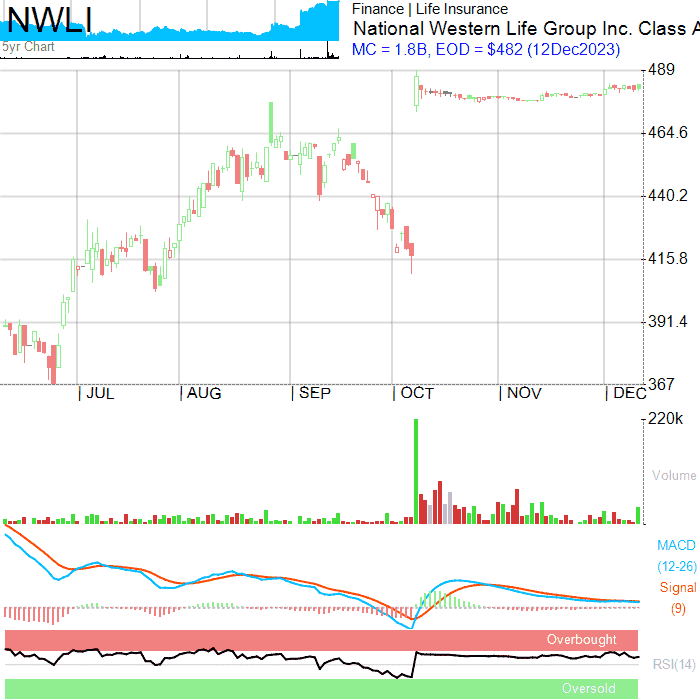 NWLI
5yr Chart
Finance | Life Insurance
National Western Life Group Inc. Class A
MC = 1.8B, EOD = $482 (12Dec2023)
489
464.6
440.2
415.8
391.4
367
JUL
AUG
SEP
OCT
NOV
DEC
220k
Volume
MACD
(12-26)
Signal
(9)
Overbought
RSI(14)
Oversold